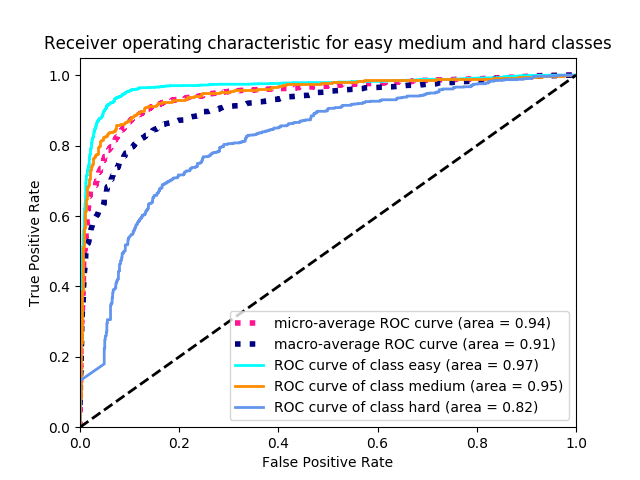 Receiver operating characteristic for easy medium and hard classes
True Positive Rate
1.0
0.8
0.6
0.4
0.2
0.0
micro-average ROC curve (area = 0.94)
macro-average ROC curve (area = 0.91)
ROC curve of class easy (area = 0.97)
ROC curve of class medium (area = 0.95)
ROC curve of class hard (area = 0.82)
0.0 0.2 0.4 0.6 0.8 1.0
False Positive Rate